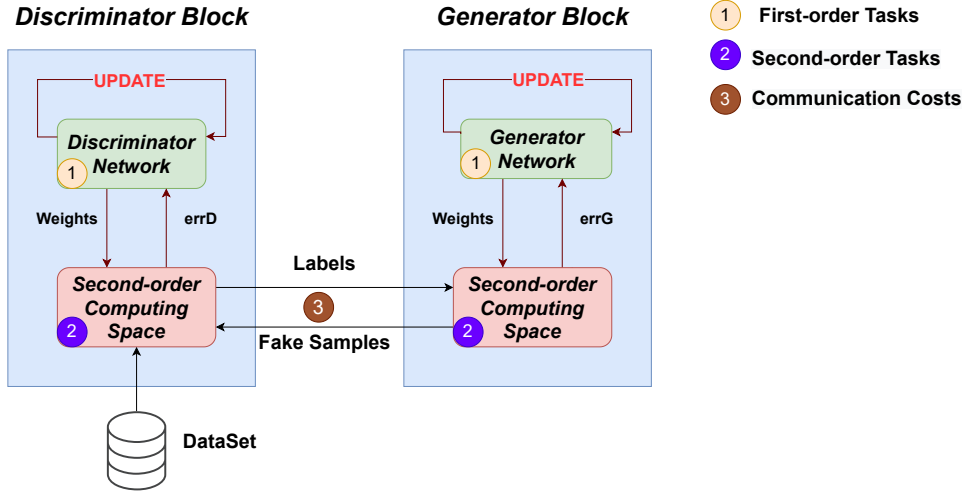 Discriminator Block
Generator Block
1
First-order Tasks
2
Second-order Tasks
3
Communication Costs
UPDATE
Discriminator
Network
1
Weights
errD
Second-order
Computing
Space
2
DataSet
Labels
3
Fake Samples
UPDATE
Generator
Network
1
Weights
errG
Second-order
Computing
Space
2